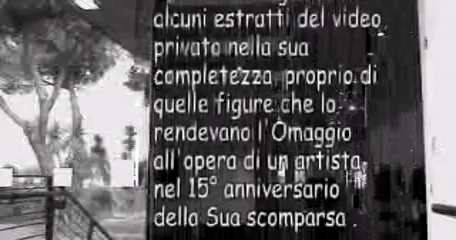 alcuni estratti del video,
privato nella sua
completezza, proprio di
quelle figure che lo
rendevano l'Omaggio
all'opera di un artista,
nel 15° anniversario
della Sua scomparsa .